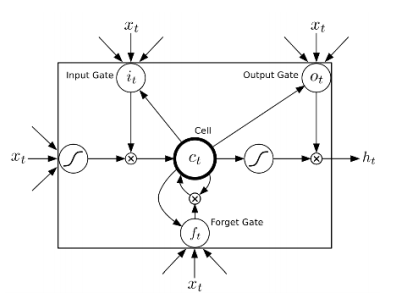 x_t x_t
Input Gate i_t Output Gate o_t
Cell
x_t c_t h_t
Forget Gate
f_t
x_t